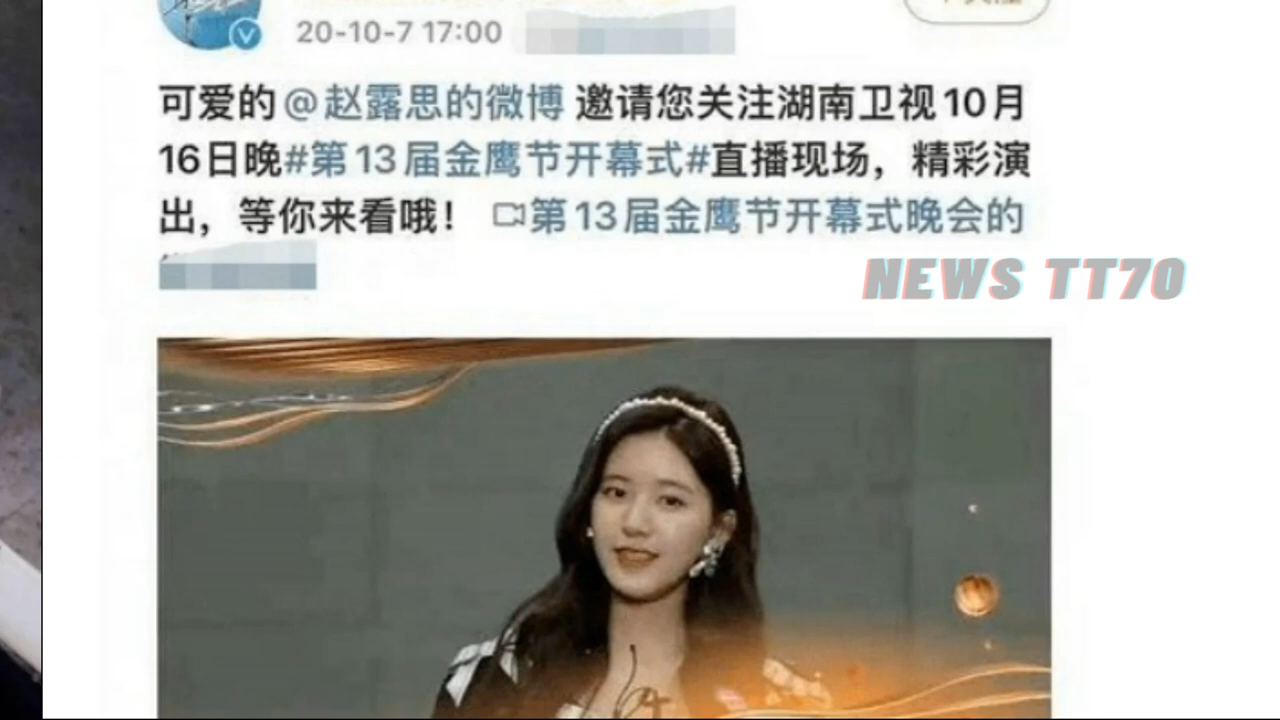 20-10-7 17:00
可爱的@赵露思的微博 邀请您关注湖南卫视10月
16日晚#第13届金鹰节开幕式#直播现场，精彩演
出，等你来看哦！ 第13届金鹰节开幕式晚会的
NEWS TT70